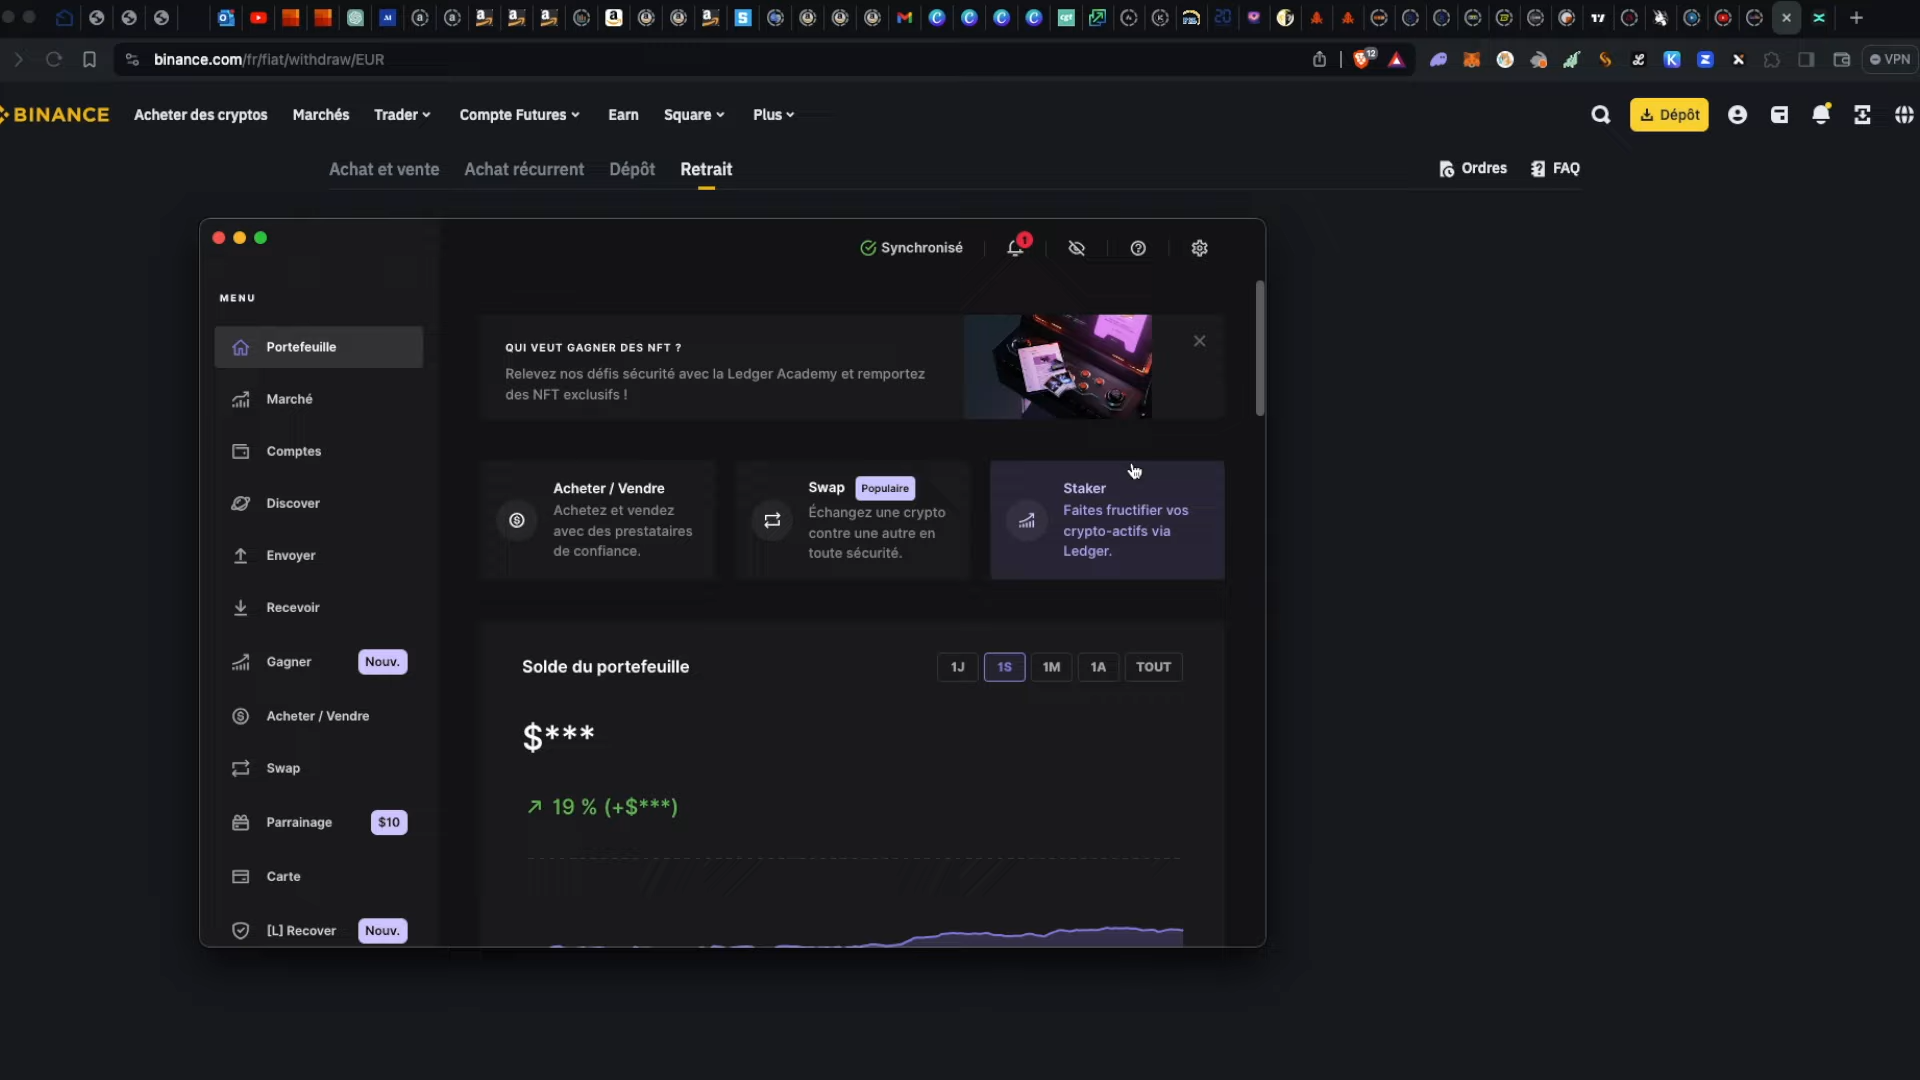 binance.com/fr/fiat/withdraw/EUR
12
VPN
BINANCE
Acheter des cryptos
Marchés
Trader
Compte Futures
Earn
Square
Plus
Dépôt
Achat et vente
Achat récurrent
Dépôt
Retrait
Ordres
FAQ
Synchronisé
1
MENU
Portefeuille
Marché
Comptes
Discover
Envoyer
Recevoir
Gagner
Nouv.
Acheter / Vendre
Swap
Parrainage
$10
Carte
[L] Recover
Nouv.
QUI VEUT GAGNER DES NFT ?
Relevez nos défis sécurité avec la Ledger Academy et remportez
des NFT exclusifs !
Acheter / Vendre
Achetez et vendez
avec des prestataires
de confiance.
Swap
Populaire
Échangez une crypto
contre une autre en
toute sécurité.
Staker
Faites fructifier vos
crypto-actifs via
Ledger.
Solde du portefeuille
1J
1S
1M
1A
TOUT
$***
19 % (+$***)